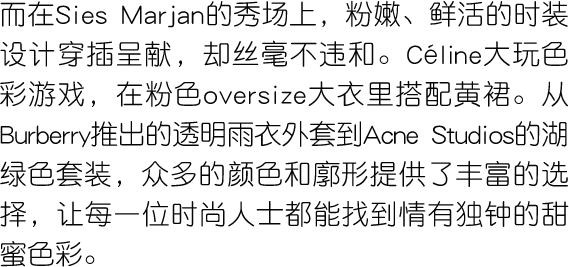 而在Sies Marjan的秀场上，粉嫩、鲜活的时装
设计穿插呈献，却丝毫不违和。Céline大玩色
彩游戏，在粉色oversize大衣里搭配黄裙。从
Burberry推出的透明雨衣外套到Acne Studios的湖
绿色套装，众多的颜色和廓形提供了丰富的选
择，让每一位时尚人士都能找到情有独钟的甜
蜜色彩。